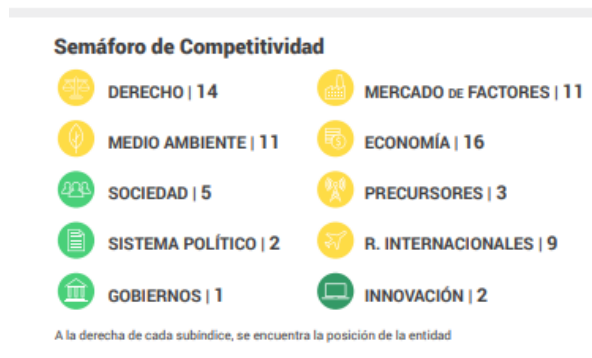 Semáforo de Competitividad
DERECHO | 14
MEDIO AMBIENTE | 11
SOCIEDAD | 5
SISTEMA POLÍTICO | 2
GOBIERNOS | 1
MERCADO DE FACTORES | 11
ECONOMÍA | 16
PRECURSORES | 3
R. INTERNACIONALES | 9
INNOVACIÓN | 2
A la derecha de cada subíndice, se encuentra la posición de la entidad